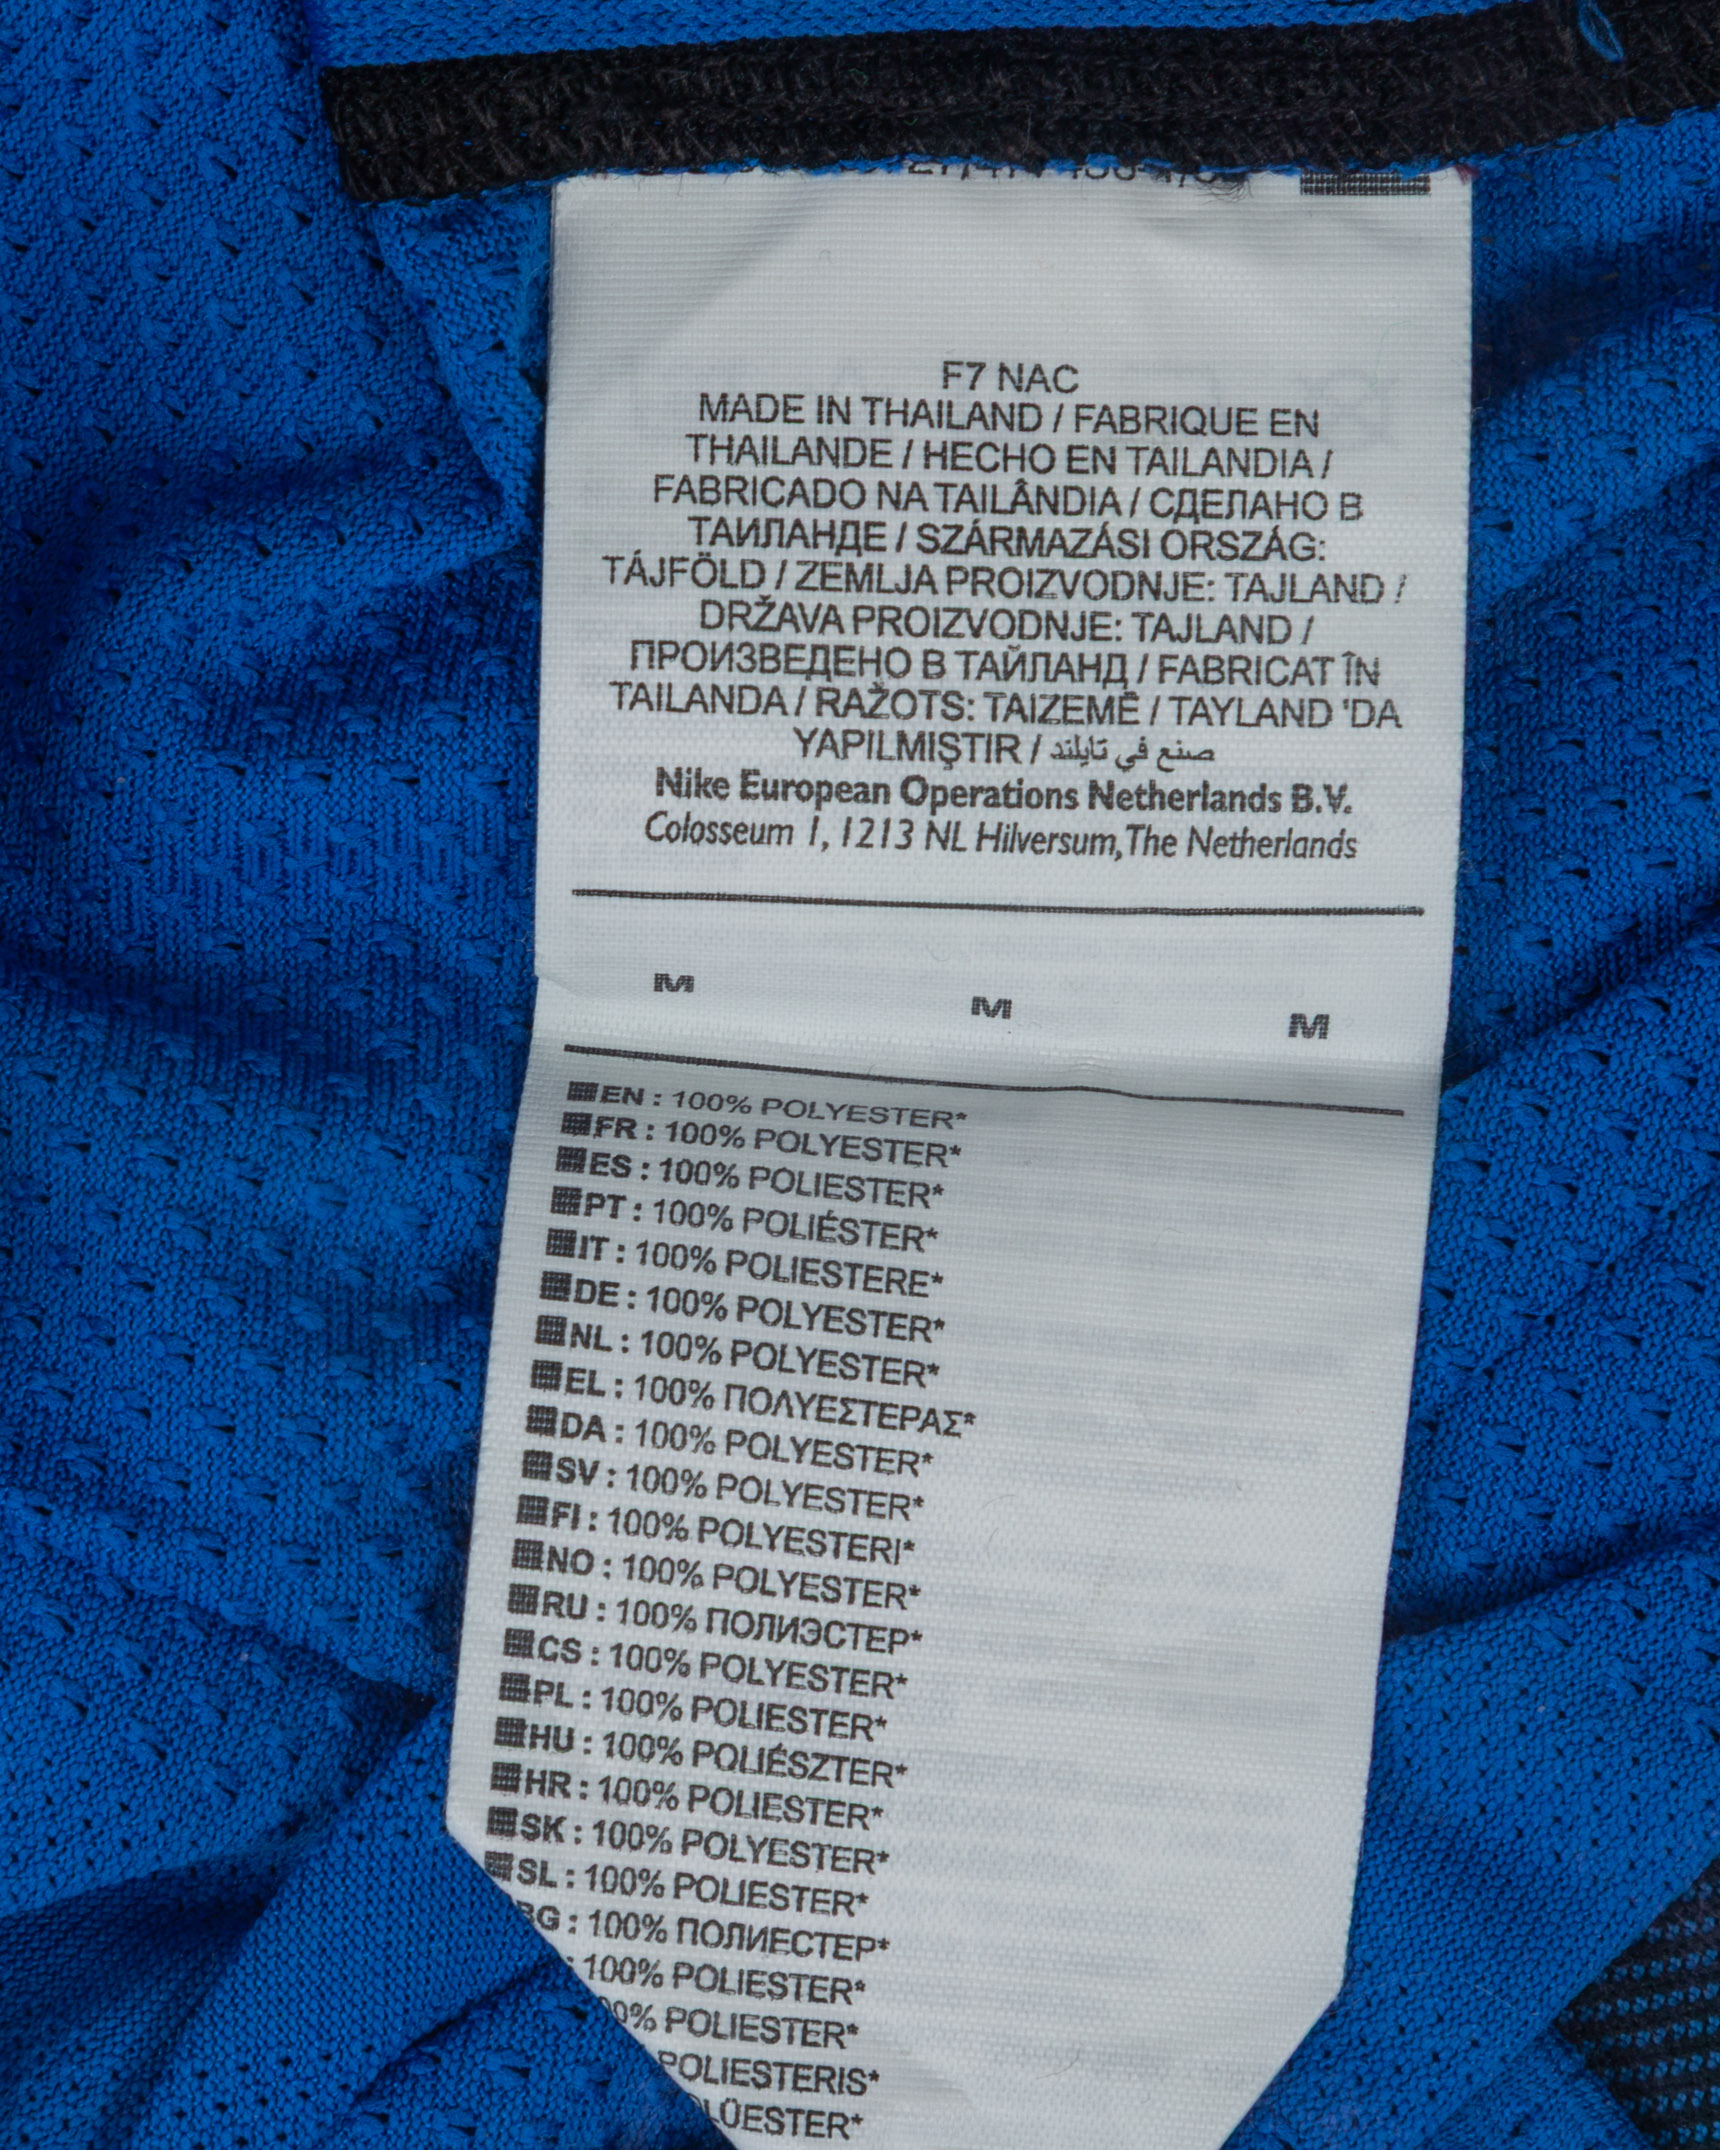 F7 NAC
MADE IN THAILAND / FABRIQUE EN
THAILANDE / HECHO EN TAILANDIA /
FABRICADO NA TAILÂNDIA / СДЕЛАНО В
ТАИЛАНДЕ / SZÁRMAZÁSI ORSZÁG:
TÁJFÖLD / ZEMLJA PROIZVODNJE: TAJLAND /
DRŽAVA PROIZVODNJE: TAJLAND /
ПРОИЗВЕДЕНО В ТАЙЛАНД / FABRICAT ÎN
TAILANDA / RAŽOTS: TAIZEMĒ / TAYLAND 'DA
YAPILMIŞTIR / صنع في تايلند
Nike European Operations Netherlands B.V.
Colosseum 1, 1213 NL Hilversum, The Netherlands
M M M
EN : 100% POLYESTER*
FR : 100% POLYESTER*
ES : 100% POLIESTER*
PT : 100% POLIÉSTER*
IT : 100% POLIESTERE*
DE : 100% POLYESTER*
NL : 100% POLYESTER*
EL : 100% ΠΟΛΥΕΣΤΕΡΑΣ*
DA : 100% POLYESTER*
SV : 100% POLYESTER*
FI : 100% POLYESTERI*
NO : 100% POLYESTER*
RU : 100% ПОЛИЭСТЕР*
CS : 100% POLYESTER*
PL : 100% POLIESTER*
HU : 100% POLIÉSZTER*
HR : 100% POLIESTER*
SK : 100% POLYESTER*
SL : 100% POLIESTER*
BG : 100% ПОЛИЕСТЕР*
: 100% POLIESTER*
00% POLIESTER*
POLIESTERIS*
LÜESTER*